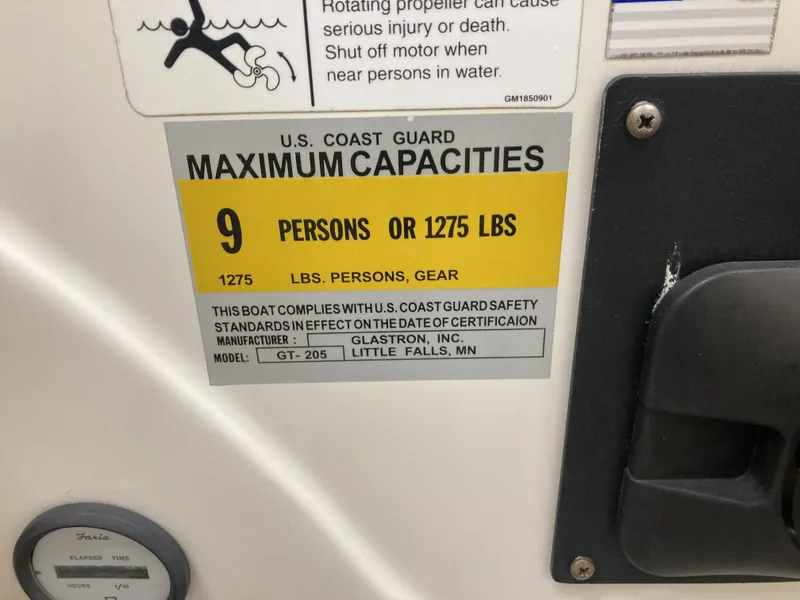 Rotating propeller can cause
serious injury or death.
Shut off motor when
near persons in water.
GM1850901
U.S. COAST GUARD
MAXIMUM CAPACITIES
9 PERSONS OR 1275 LBS
1275 LBS. PERSONS, GEAR
THIS BOAT COMPLIES WITH U.S. COAST GUARD SAFETY
STANDARDS IN EFFECT ON THE DATE OF CERTIFICAION
MANUFACTURER : GLASTRON, INC.
MODEL: GT- 205 LITTLE FALLS, MN
Faria
ELAPSED TIME
HOURS 1/10